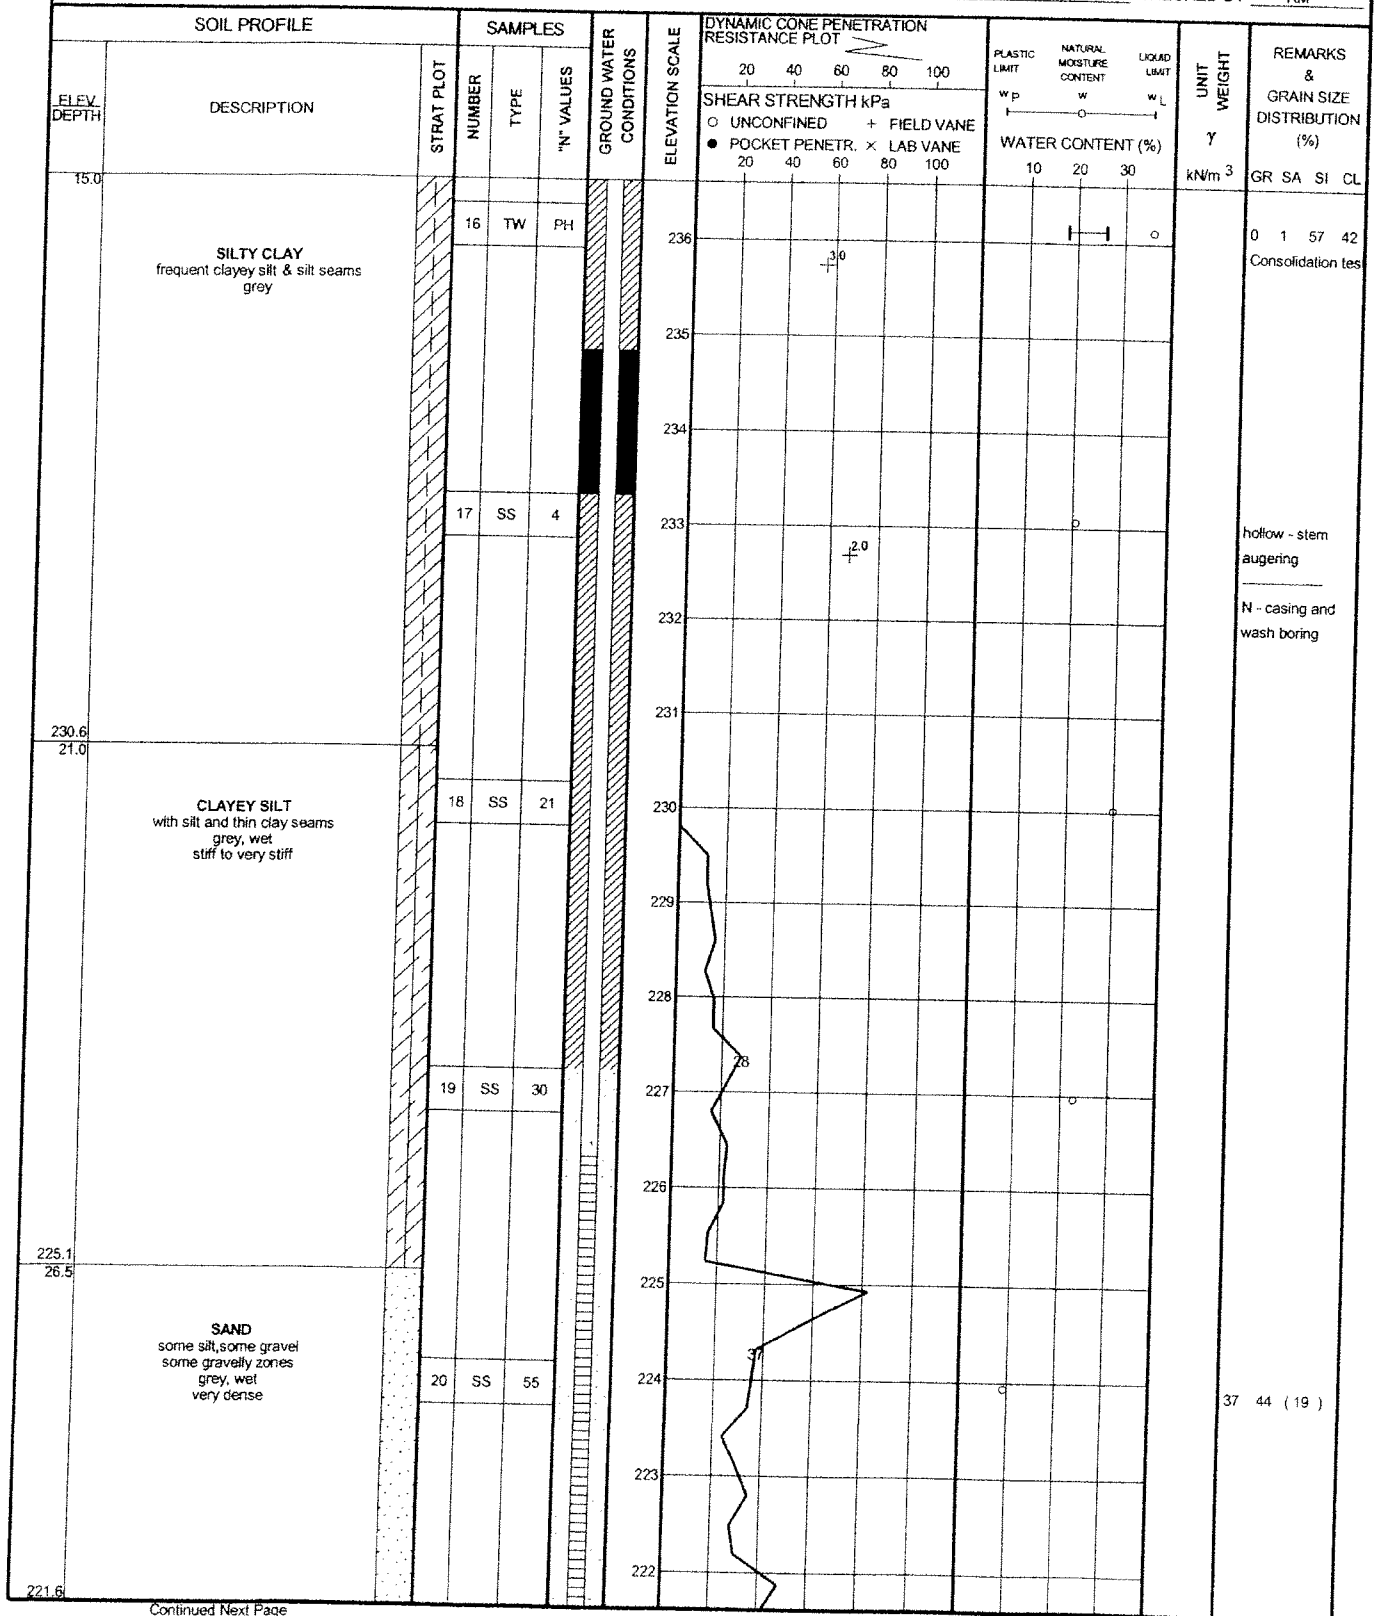 RM
SOIL PROFILE
SAMPLES
ELEV
DEPTH
DESCRIPTION
STRAT PLOT
NUMBER
TYPE
"N" VALUES
GROUND WATER
CONDITIONS
ELEVATION SCALE
DYNAMIC CONE PENETRATION
RESISTANCE PLOT
20 40 60 80 100
SHEAR STRENGTH kPa
○ UNCONFINED + FIELD VANE
● POCKET PENETR. × LAB VANE
20 40 60 80 100
PLASTIC
LIMIT
NATURAL
MOISTURE
CONTENT
LIQUID
LIMIT
wP w wL
WATER CONTENT (%)
10 20 30
UNIT
WEIGHT
γ
kN/m 3
REMARKS
&
GRAIN SIZE
DISTRIBUTION
(%)
GR SA SI CL
15.0
16 TW PH
236
0 1 57 42
Consolidation tes
3.0
SILTY CLAY
frequent clayey silt & silt seams
grey
235
234
17 SS 4
233
2.0
hollow - stem
augering
N - casing and
wash boring
232
231
230.6
21.0
18 SS 21
230
CLAYEY SILT
with silt and thin clay seams
grey, wet
stiff to very stiff
229
228
28
19 SS 30
227
226
225.1
26.5
225
SAND
some silt,some gravel
some gravelly zones
grey, wet
very dense
37
20 SS 55
224
37 44 ( 19 )
223
222
221.6
Continued Next Page